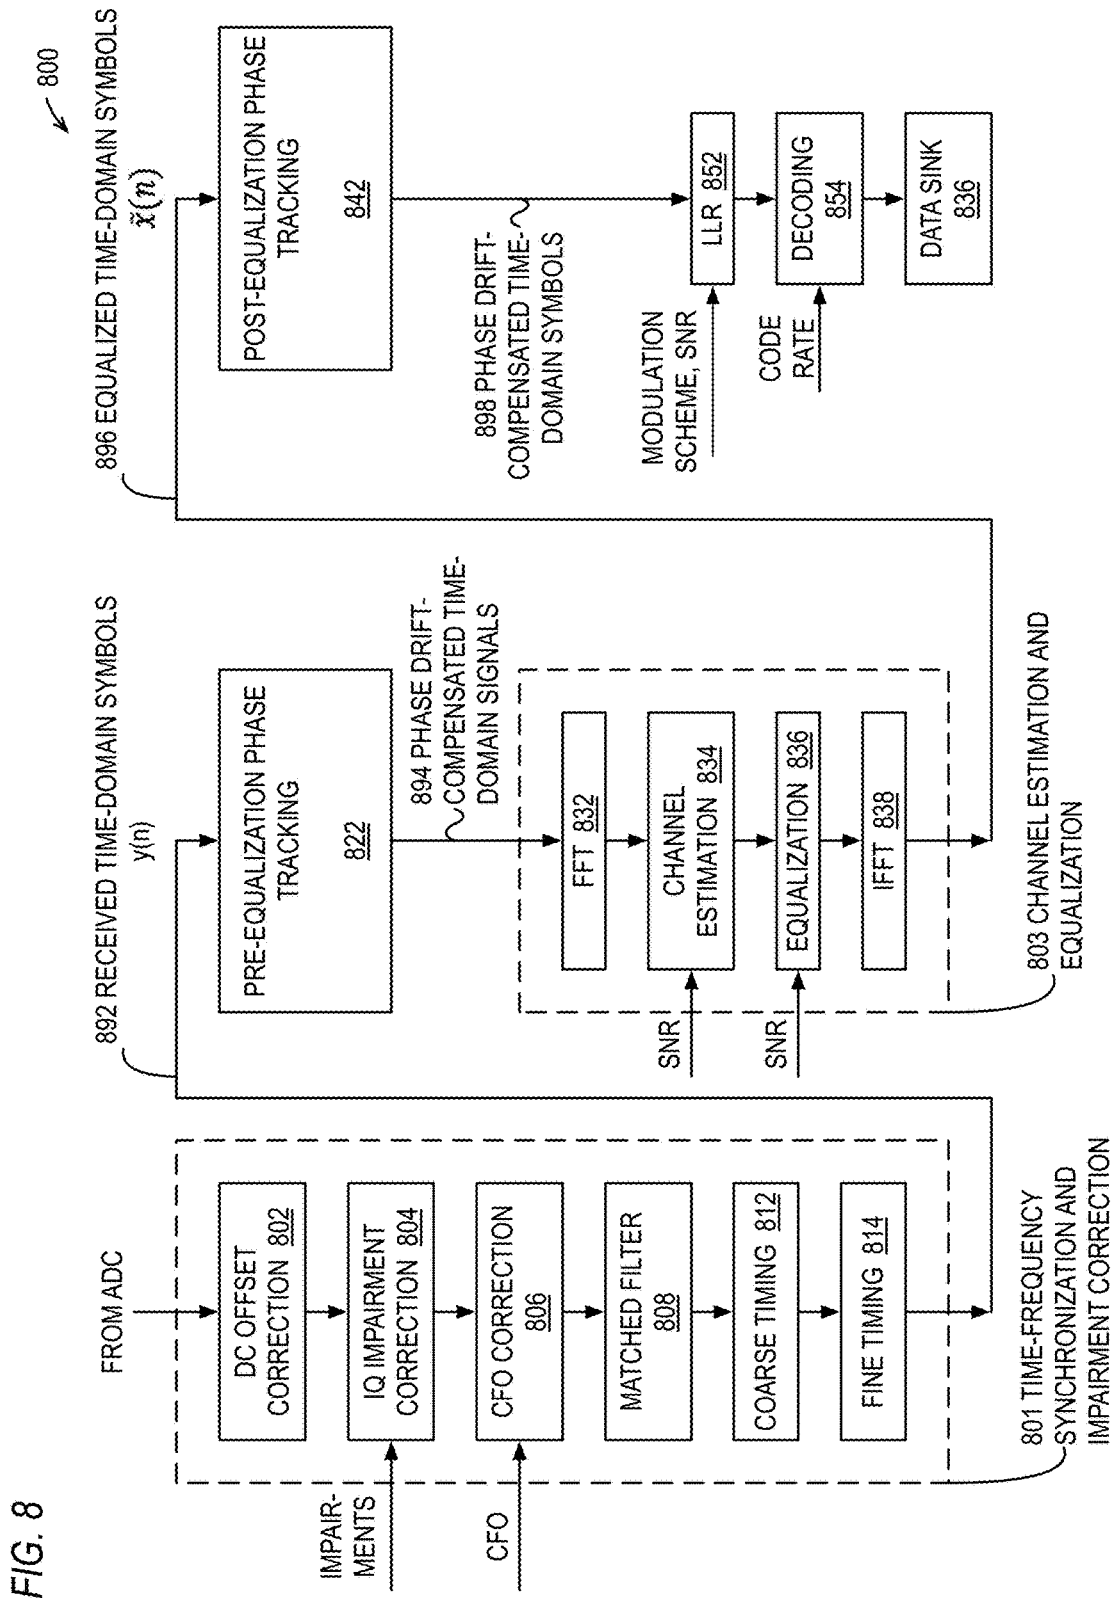 FIG. 8
800
FROM ADC
DC OFFSET
CORRECTION 802
IMPAIR-
MENTS
IQ IMPAIRMENT
CORRECTION 804
CFO
CFO CORRECTION
806
MATCHED FILTER
808
COARSE TIMING 812
FINE TIMING 814
801 TIME-FREQUENCY
SYNCHRONIZATION AND
IMPAIRMENT CORRECTION
892 RECEIVED TIME-DOMAIN SYMBOLS
y(n)
PRE-EQUALIZATION PHASE
TRACKING
822
894 PHASE DRIFT-
COMPENSATED TIME-
DOMAIN SIGNALS
FFT 832
SNR
CHANNEL
ESTIMATION 834
SNR
EQUALIZATION 836
IFFT 838
803 CHANNEL ESTIMATION AND
EQUALIZATION
896 EQUALIZED TIME-DOMAIN SYMBOLS
x̃(n)
POST-EQUALIZATION PHASE
TRACKING
842
898 PHASE DRIFT-
COMPENSATED TIME-
DOMAIN SYMBOLS
MODULATION
SCHEME, SNR
LLR 852
CODE
RATE
DECODING
854
DATA SINK
836